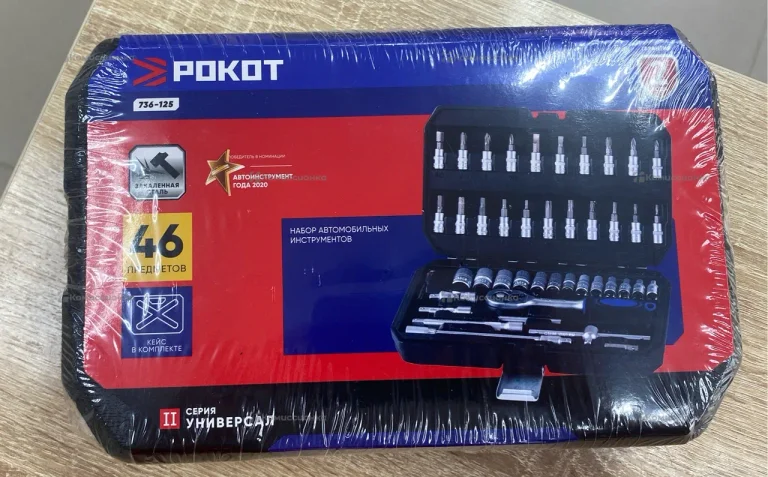 РОКОТ
736-125
ЗАКАЛЕННАЯ
СТАЛЬ
ПОБЕДИТЕЛЬ В НОМИНАЦИИ
АВТОИНСТРУМЕНТ
ГОДА 2020
46
ПРЕДМЕТОВ
НАБОР АВТОМОБИЛЬНЫХ
ИНСТРУМЕНТОВ
КЕЙС
В КОМПЛЕКТЕ
II
СЕРИЯ
УНИВЕРСАЛ